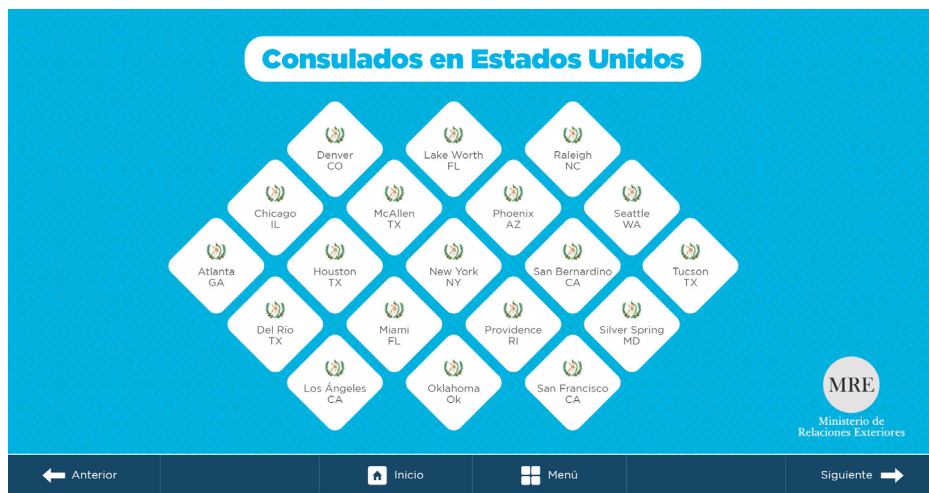 Consulados en Estados Unidos
Denver
CO
Lake Worth
FL
Raleigh
NC
Chicago
IL
McAllen
TX
Phoenix
AZ
Seattle
WA
Atlanta
GA
Houston
TX
New York
NY
San Bernardino
CA
Tucson
TX
Del Río
TX
Miami
FL
Providence
RI
Silver Spring
MD
Los Ángeles
CA
Oklahoma
Ok
San Francisco
CA
MRE
Ministerio de
Relaciones Exteriores
Anterior
Inicio
Menú
Siguiente